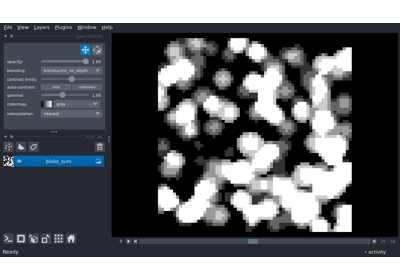 File View Layers Plugins Window Help
opacity: 1.00
blending: translucent_no_depth
contrast limits:
auto-contrast: once continuous
gamma: 1.00
colormap: gray
interpolation: nearest
blobs_sum
Ready
activity